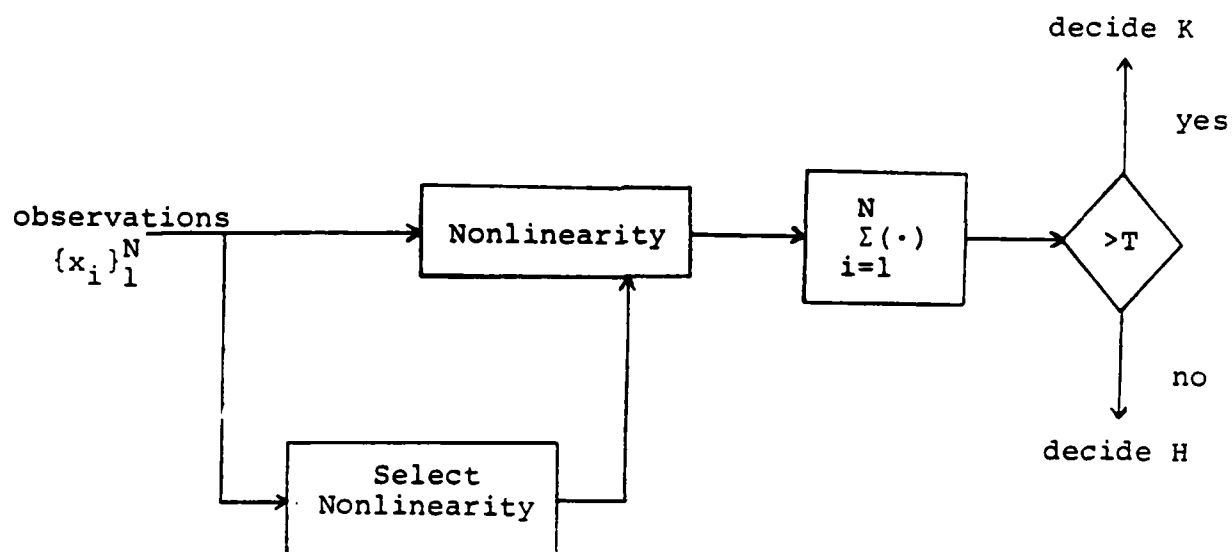 decide K
yes
observations
{x_i}_1^N
Nonlinearity
N
Σ(·)
i=1
>T
no
decide H
Select
Nonlinearity